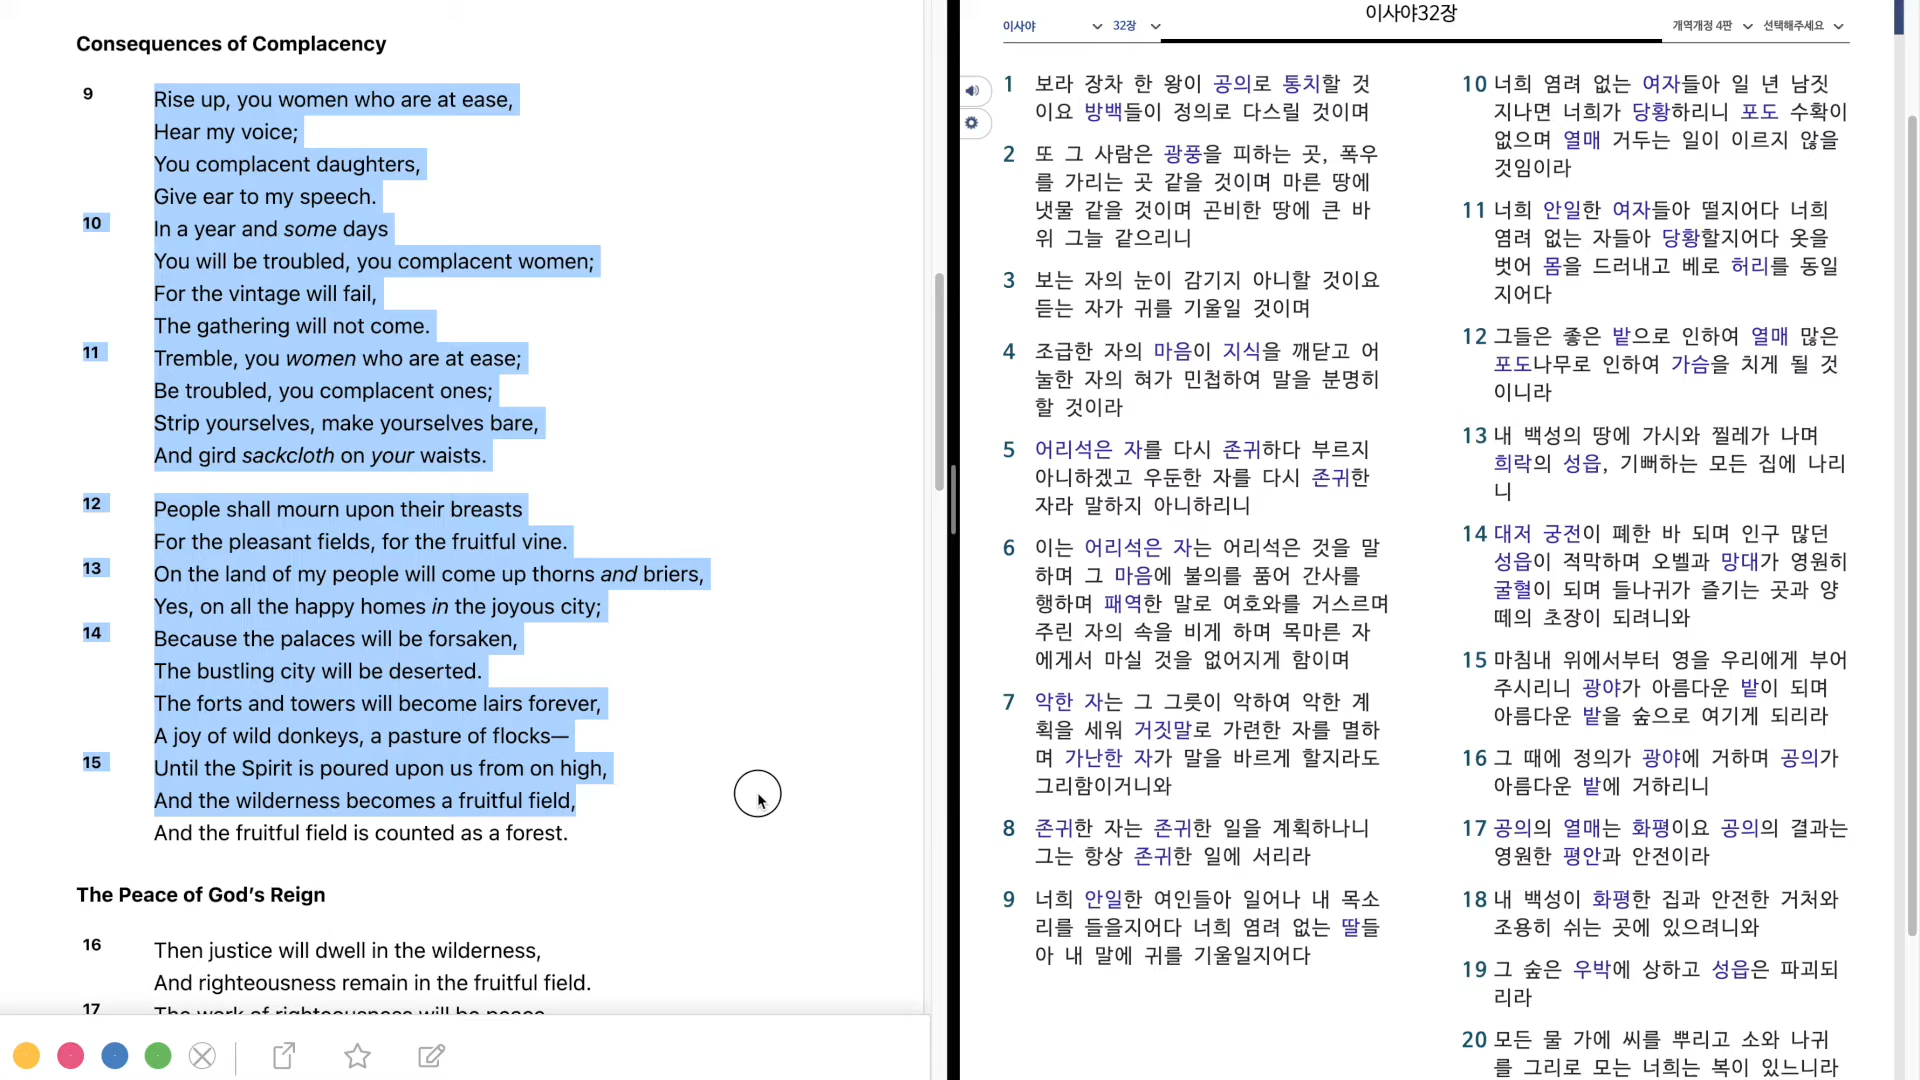 Consequences of Complacency
9
Rise up, you women who are at ease,
Hear my voice;
You complacent daughters,
Give ear to my speech.
10
In a year and some days
You will be troubled, you complacent women;
For the vintage will fail,
The gathering will not come.
11
Tremble, you women who are at ease;
Be troubled, you complacent ones;
Strip yourselves, make yourselves bare,
And gird sackcloth on your waists.
12
People shall mourn upon their breasts
For the pleasant fields, for the fruitful vine.
13
On the land of my people will come up thorns and briers,
Yes, on all the happy homes in the joyous city;
14
Because the palaces will be forsaken,
The bustling city will be deserted.
The forts and towers will become lairs forever,
A joy of wild donkeys, a pasture of flocks—
15
Until the Spirit is poured upon us from on high,
And the wilderness becomes a fruitful field,
And the fruitful field is counted as a forest.
The Peace of God’s Reign
16
Then justice will dwell in the wilderness,
And righteousness remain in the fruitful field.
17
The work of righteousness will be peace
이사야 32장
이사야32장
개역개정 4판 선택해주세요
1 보라 장차 한 왕이 공의로 통치할 것
이요 방백들이 정의로 다스릴 것이며
2 또 그 사람은 광풍을 피하는 곳, 폭우
를 가리는 곳 같을 것이며 마른 땅에
냇물 같을 것이며 곤비한 땅에 큰 바
위 그늘 같으리니
3 보는 자의 눈이 감기지 아니할 것이요
듣는 자가 귀를 기울일 것이며
4 조급한 자의 마음이 지식을 깨닫고 어
눌한 자의 혀가 민첩하여 말을 분명히
할 것이라
5 어리석은 자를 다시 존귀하다 부르지
아니하겠고 우둔한 자를 다시 존귀한
자라 말하지 아니하리니
6 이는 어리석은 자는 어리석은 것을 말
하며 그 마음에 불의를 품어 간사를
행하며 패역한 말로 여호와를 거스르며
주린 자의 속을 비게 하며 목마른 자
에게서 마실 것을 없어지게 함이며
7 악한 자는 그 그릇이 악하여 악한 계
획을 세워 거짓말로 가련한 자를 멸하
며 가난한 자가 말을 바르게 할지라도
그리함이거니와
8 존귀한 자는 존귀한 일을 계획하나니
그는 항상 존귀한 일에 서리라
9 너희 안일한 여인들아 일어나 내 목소
리를 들을지어다 너희 염려 없는 딸들
아 내 말에 귀를 기울일지어다
10 너희 염려 없는 여자들아 일 년 남짓
지나면 너희가 당황하리니 포도 수확이
없으며 열매 거두는 일이 이르지 않을
것임이라
11 너희 안일한 여자들아 떨지어다 너희
염려 없는 자들아 당황할지어다 옷을
벗어 몸을 드러내고 베로 허리를 동일
지어다
12 그들은 좋은 밭으로 인하여 열매 많은
포도나무로 인하여 가슴을 치게 될 것
이니라
13 내 백성의 땅에 가시와 찔레가 나며
희락의 성읍, 기뻐하는 모든 집에 나리
니
14 대저 궁전이 폐한 바 되며 인구 많던
성읍이 적막하며 오벨과 망대가 영원히
굴혈이 되며 들나귀가 즐기는 곳과 양
떼의 초장이 되려니와
15 마침내 위에서부터 영을 우리에게 부어
주시리니 광야가 아름다운 밭이 되며
아름다운 밭을 숲으로 여기게 되리라
16 그 때에 정의가 광야에 거하며 공의가
아름다운 밭에 거하리니
17 공의의 열매는 화평이요 공의의 결과는
영원한 평안과 안전이라
18 내 백성이 화평한 집과 안전한 거처와
조용히 쉬는 곳에 있으려니와
19 그 숲은 우박에 상하고 성읍은 파괴되
리라
20 모든 물 가에 씨를 뿌리고 소와 나귀
를 그리로 모는 너희는 복이 있느니라